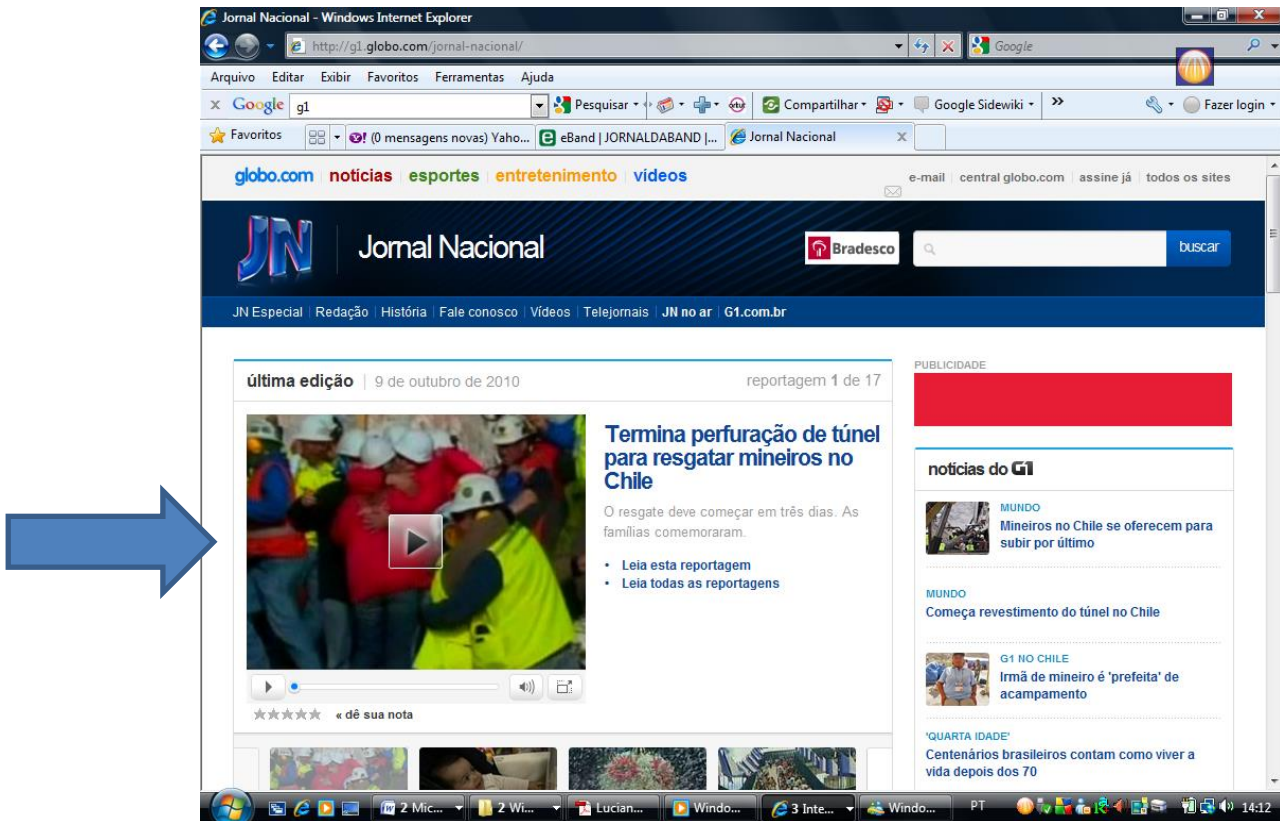 Jornal Nacional - Windows Internet Explorer
http://g1.globo.com/jornal-nacional/
Google
Arquivo Editar Exibir Favoritos Ferramentas Ajuda
Google g1 Pesquisar Compartilhar Google Sidewiki Fazer login
Favoritos (0 mensagens novas) Yaho... eBand | JORNALDABAND |... Jornal Nacional
globo.com notícias esportes entretenimento vídeos e-mail central globo.com assine já todos os sites
JN Jornal Nacional Bradesco buscar
JN Especial Redação História Fale conosco Vídeos Telejornais JN no ar G1.com.br
última edição 9 de outubro de 2010 reportagem 1 de 17
Termina perfuração de túnel
para resgatar mineiros no
Chile
O resgate deve começar em três dias. As
famílias comemoraram.
• Leia esta reportagem
• Leia todas as reportagens
« dê sua nota
PUBLICIDADE
notícias do G1
MUNDO
Mineiros no Chile se oferecem para
subir por último
MUNDO
Começa revestimento do túnel no Chile
G1 NO CHILE
Irmã de mineiro é 'prefeita' de
acampamento
'QUARTA IDADE'
Centenários brasileiros contam como viver a
vida depois dos 70
2 Mic... 2 Wi... Lucian... Windo... 3 Inte... Windo... PT 14:12